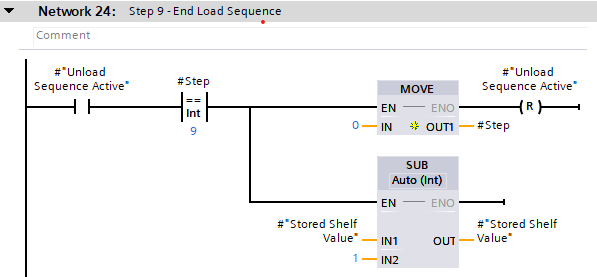 Network 24: Step 9 - End Load Sequence
Comment
#"Unload
Sequence Active"
#Step
==
Int
9
MOVE
EN ENO
0 IN OUT1 #Step
#"Unload
Sequence Active"
R
SUB
Auto (Int)
EN ENO
#"Stored Shelf
Value" IN1
OUT #"Stored Shelf
Value"
1 IN2